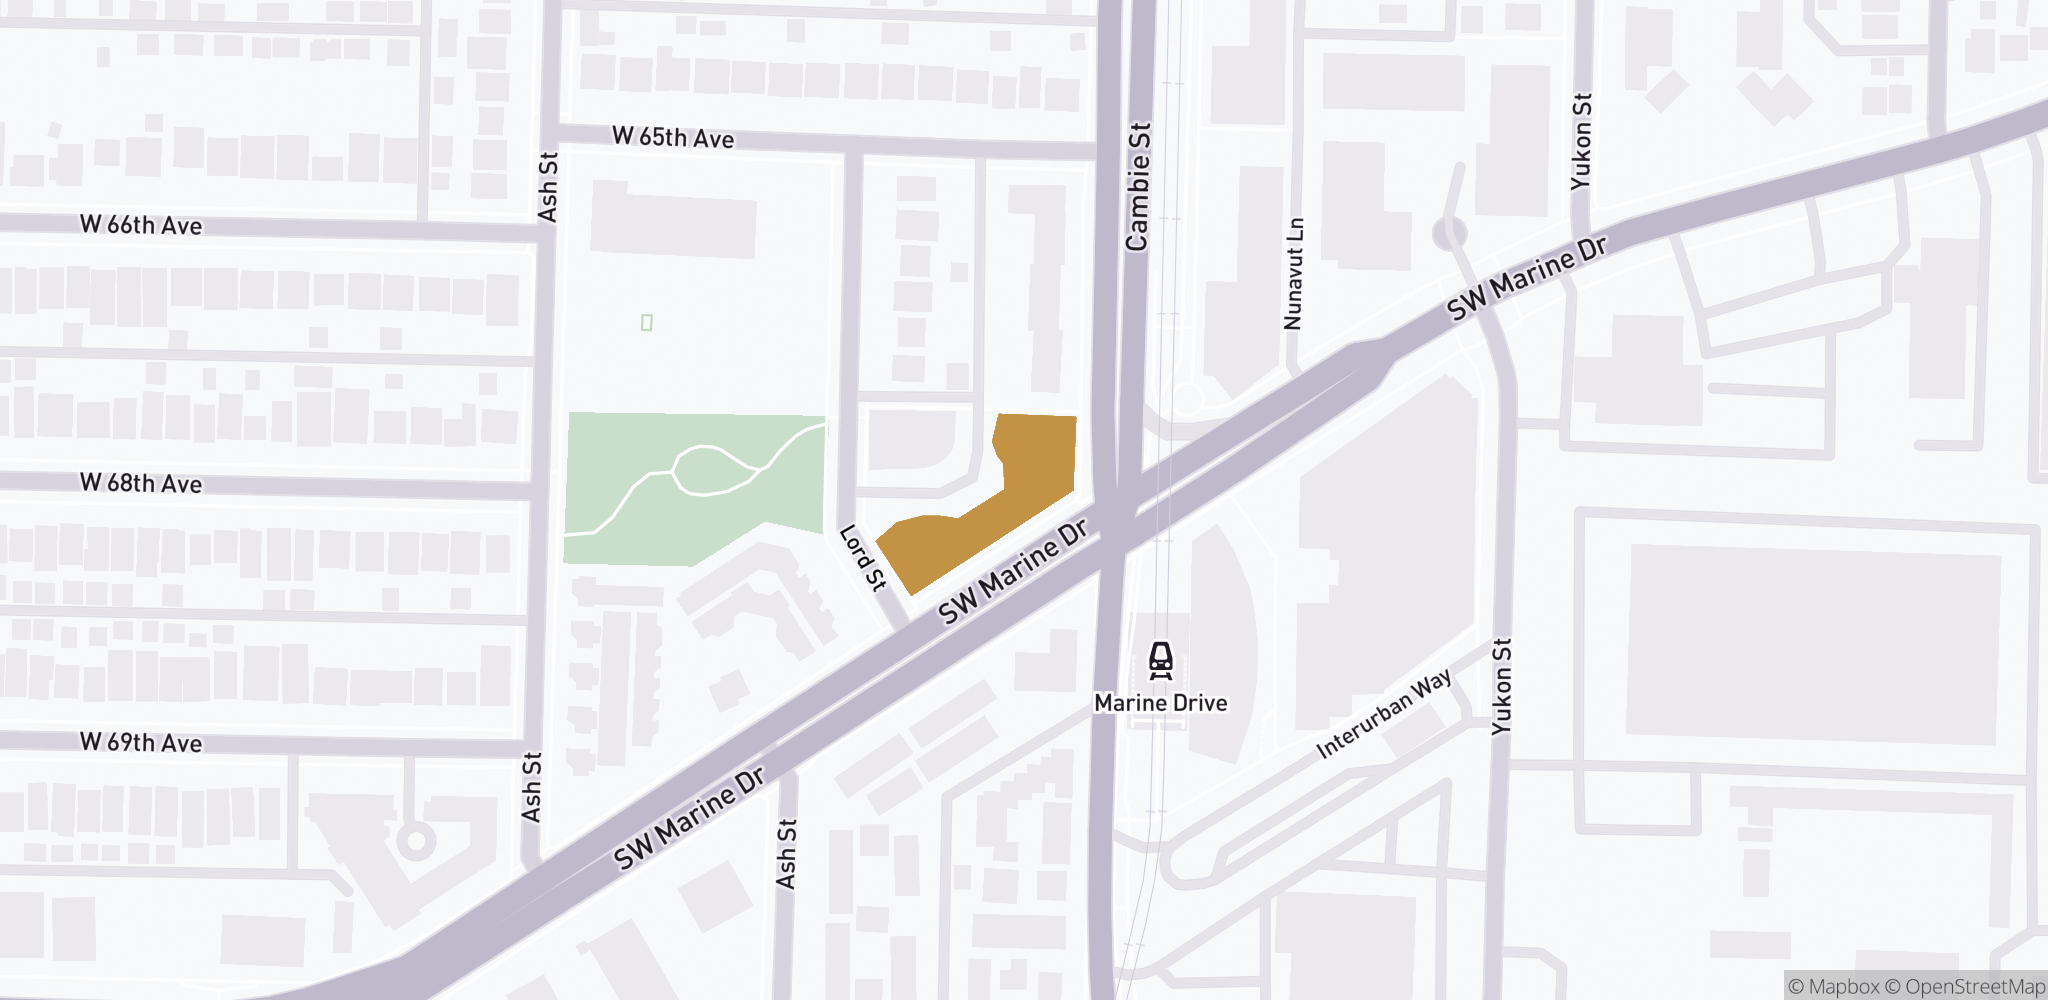 W 65th Ave
Cambie St
Yukon St
Ash St
W 66th Ave
Nunavut Ln
SW Marine Dr
W 68th Ave
Lord St
SW Marine Dr
Marine Drive
Interurban Way
Yukon St
W 69th Ave
Ash St
SW Marine Dr
Ash St
© Mapbox © OpenStreetMap